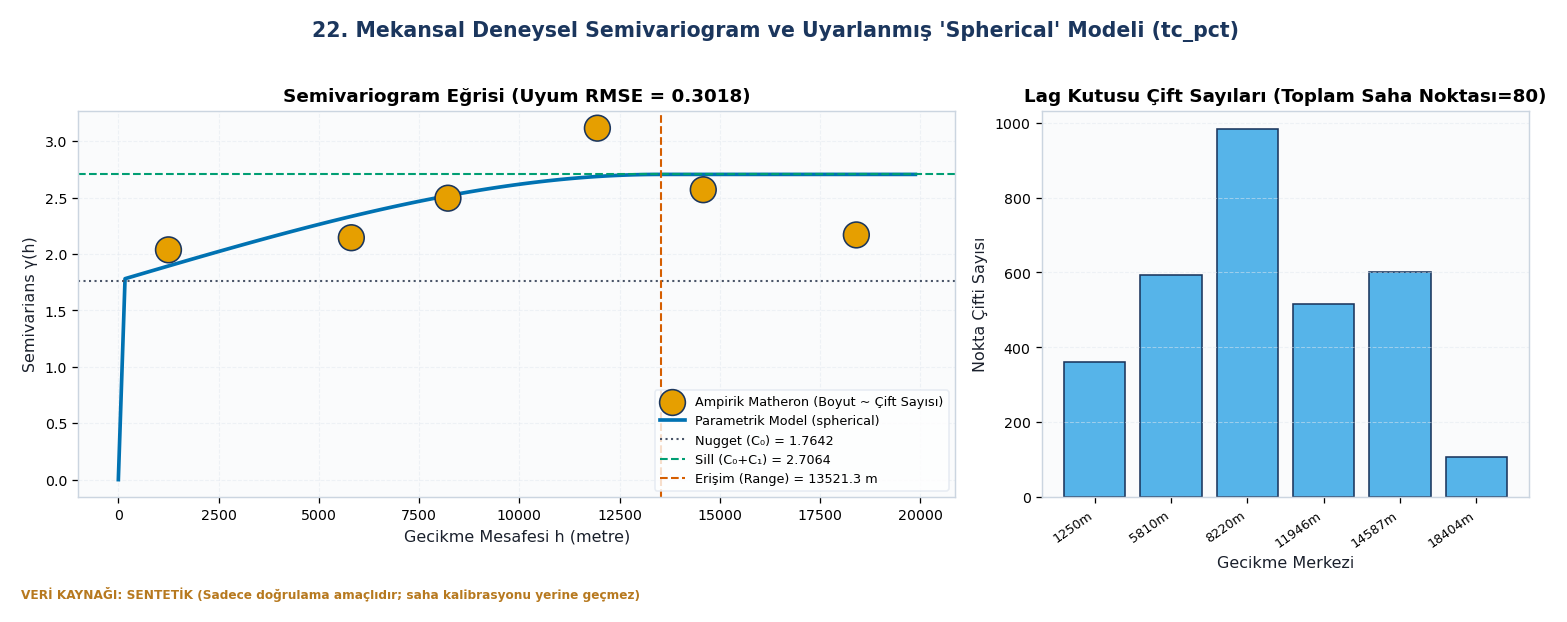 22. Mekansal Deneysel Semivariogram ve Uyarlanmış 'Spherical' Modeli (tc_pct)
Semivariogram Eğrisi (Uyum RMSE = 0.3018)
Semivarians γ(h)
3.0
2.5
2.0
1.5
1.0
0.5
0.0
Ampirik Matheron (Boyut ~ Çift Sayısı)
Parametrik Model (spherical)
Nugget (C₀) = 1.7642
Sill (C₀+C₁) = 2.7064
Erişim (Range) = 13521.3 m
0 2500 5000 7500 10000 12500 15000 17500 20000
Gecikme Mesafesi h (metre)
Lag Kutusu Çift Sayıları (Toplam Saha Noktası=80)
Nokta Çifti Sayısı
1000
800
600
400
200
0
1250m 5810m 8220m 11946m 14587m 18404m
Gecikme Merkezi
VERİ KAYNAĞI: SENTETİK (Sadece doğrulama amaçlıdır; saha kalibrasyonu yerine geçmez)